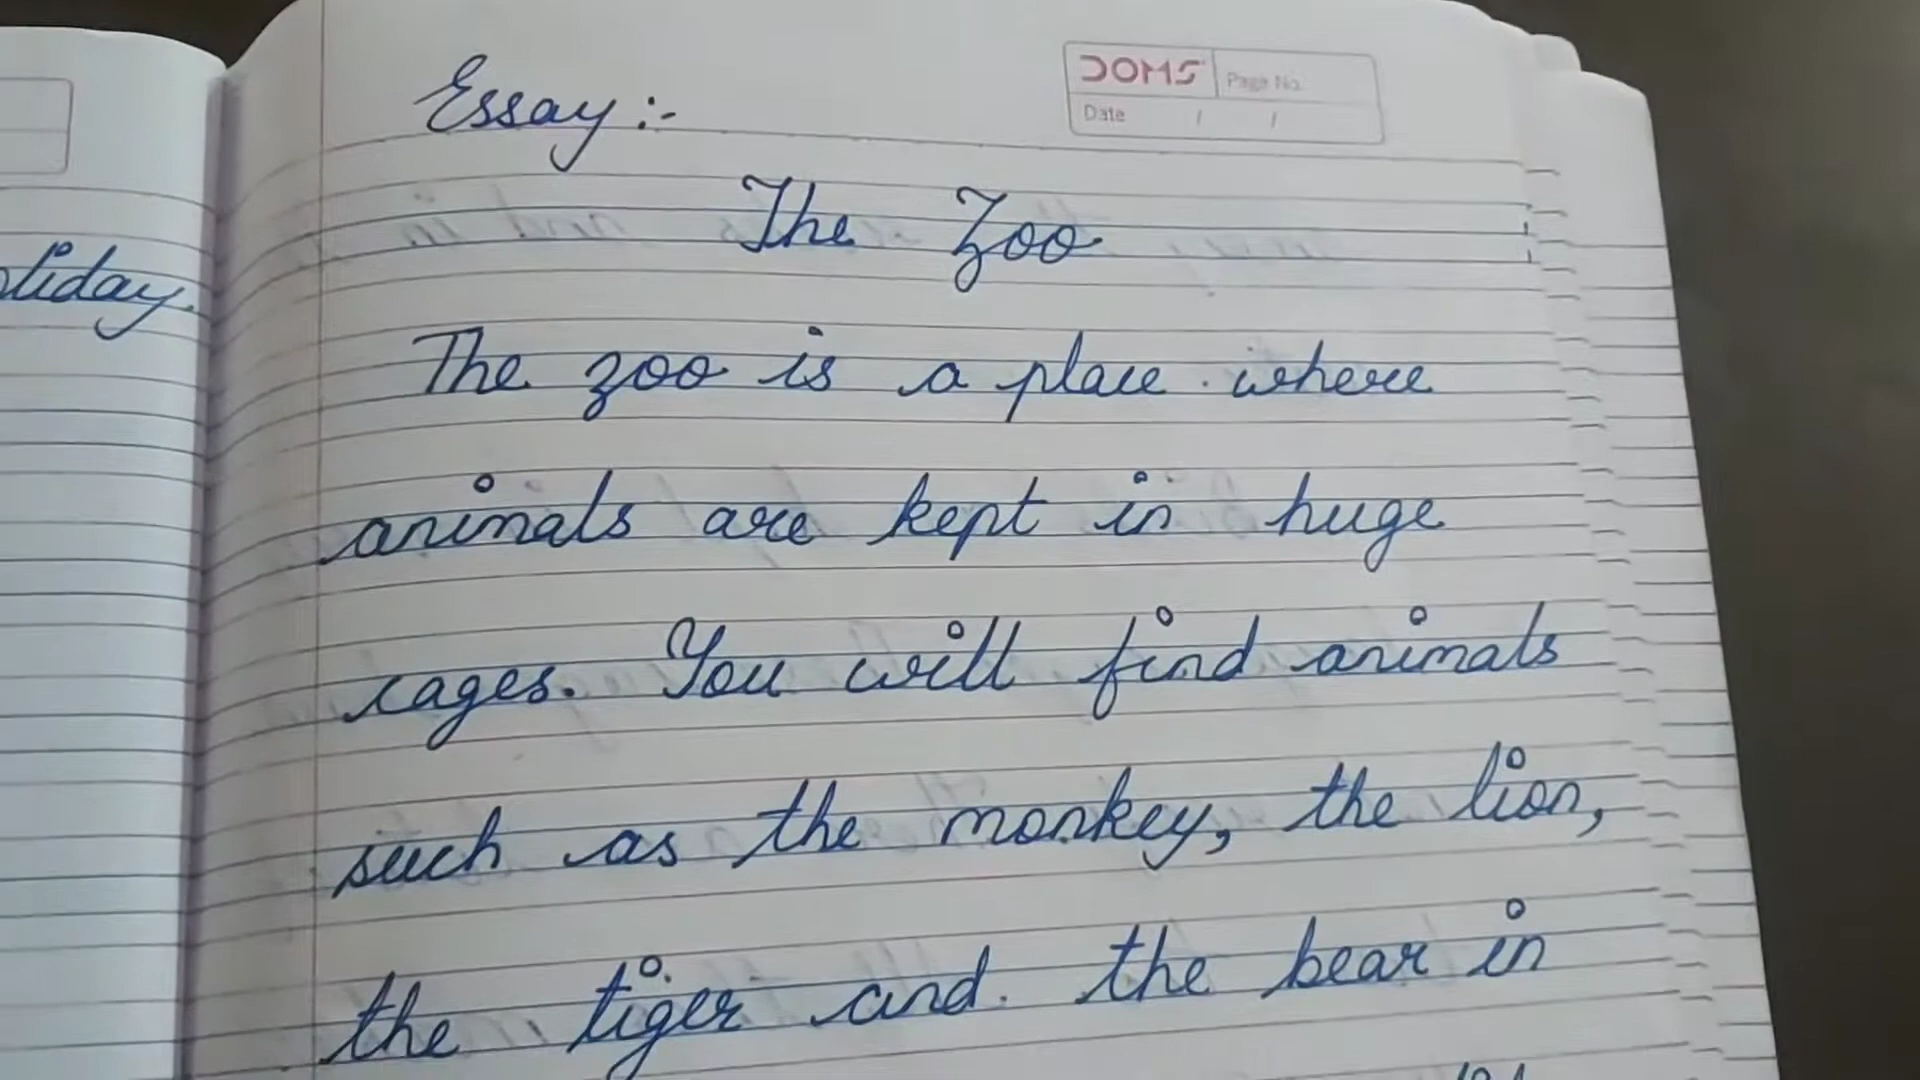 Essay :-
DOMS
Page No.
Date / /
The Zoo
oliday.
The zoo is a place where
animals are kept in huge
cages. You will find animals
such as the monkey, the lion,
the tiger and the bear in